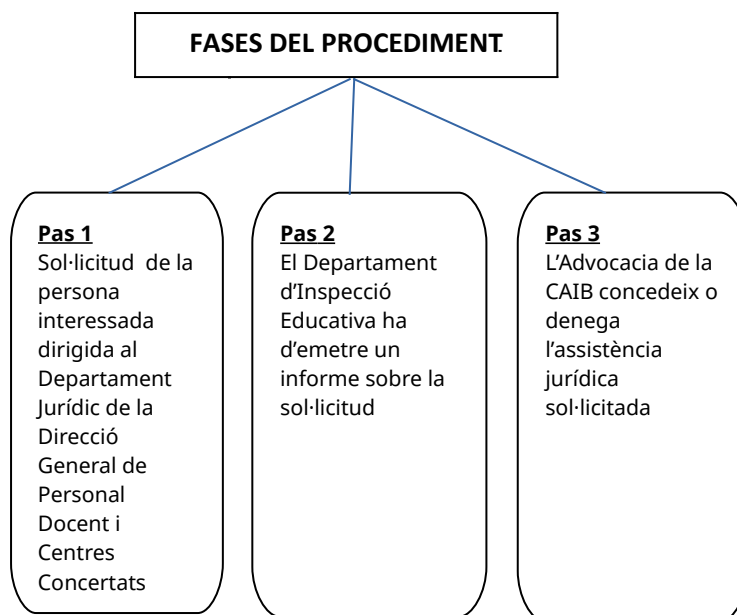 FASES DEL PROCEDIMENT.
Pas 1
Sol·licitud de la
persona
interessada
dirigida al
Departament
Jurídic de la
Direcció
General de
Personal
Docent i
Centres
Concertats
Pas 2
El Departament
d’Inspecció
Educativa ha
d’emetre un
informe sobre la
sol·licitud
Pas 3
L’Advocacia de la
CAIB concedeix o
denega
l’assistència
jurídica
sol·licitada